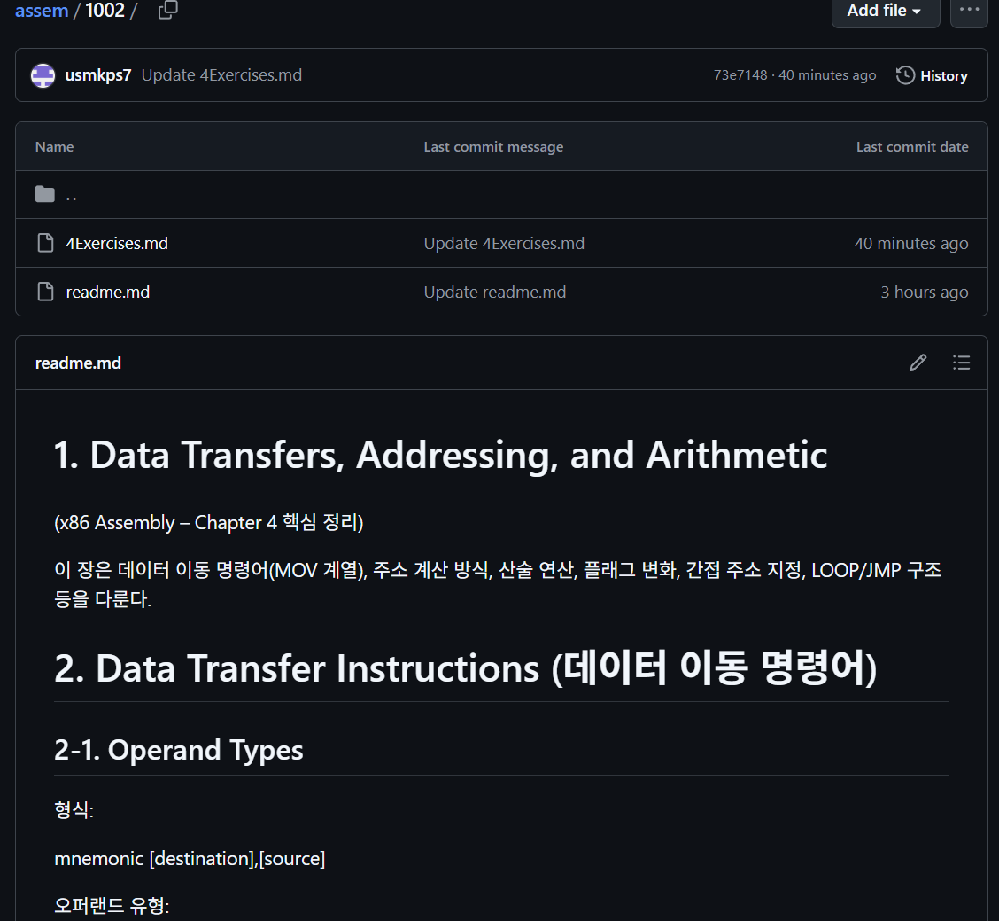 assem / 1002 /
Add file
usmkps7 Update 4Exercises.md
73e7148 · 40 minutes ago
History
Name
Last commit message
Last commit date
..
4Exercises.md
Update 4Exercises.md
40 minutes ago
readme.md
Update readme.md
3 hours ago
readme.md
1. Data Transfers, Addressing, and Arithmetic
(x86 Assembly – Chapter 4 핵심 정리)
이 장은 데이터 이동 명령어(MOV 계열), 주소 계산 방식, 산술 연산, 플래그 변화, 간접 주소 지정, LOOP/JMP 구조
등을 다룬다.
2. Data Transfer Instructions (데이터 이동 명령어)
2-1. Operand Types
형식:
mnemonic [destination],[source]
오퍼랜드 유형: